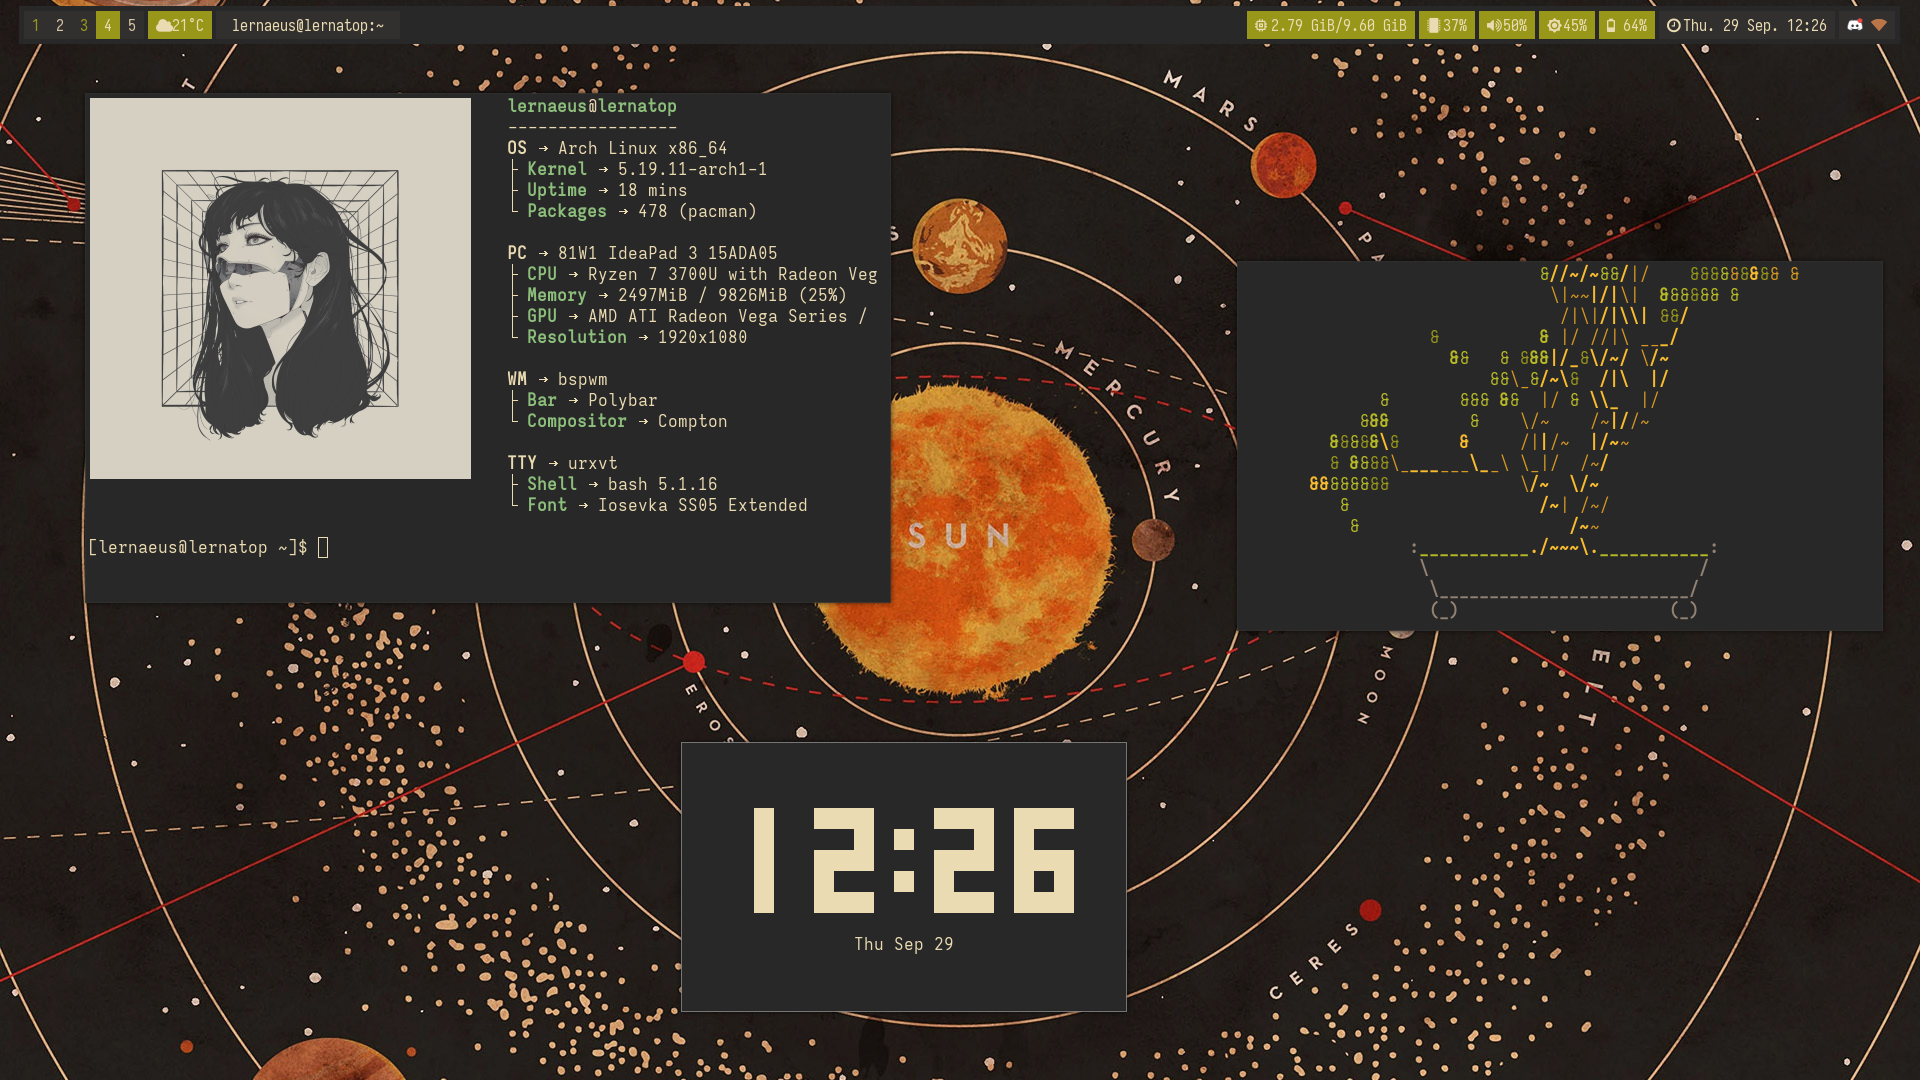 1 2 3 4 5 21°C lernaeus@lernatop:~ 2.79 GiB/9.60 GiB 37% 50% 45% 64% Thu. 29 Sep. 12:26
lernaeus@lernatop
-----------------
OS → Arch Linux x86_64
├ Kernel → 5.19.11-arch1-1
├ Uptime → 18 mins
└ Packages → 478 (pacman)
PC → 81W1 IdeaPad 3 15ADA05
├ CPU → Ryzen 7 3700U with Radeon Veg
├ Memory → 2497MiB / 9826MiB (25%)
├ GPU → AMD ATI Radeon Vega Series /
└ Resolution → 1920x1080
WM → bspwm
├ Bar → Polybar
└ Compositor → Compton
TTY → urxvt
├ Shell → bash 5.1.16
└ Font → Iosevka SS05 Extended
[lernaeus@lernatop ~]$
MARS
MERCURY
SUN
MOON
EROS
CERES
12:26
Thu Sep 29